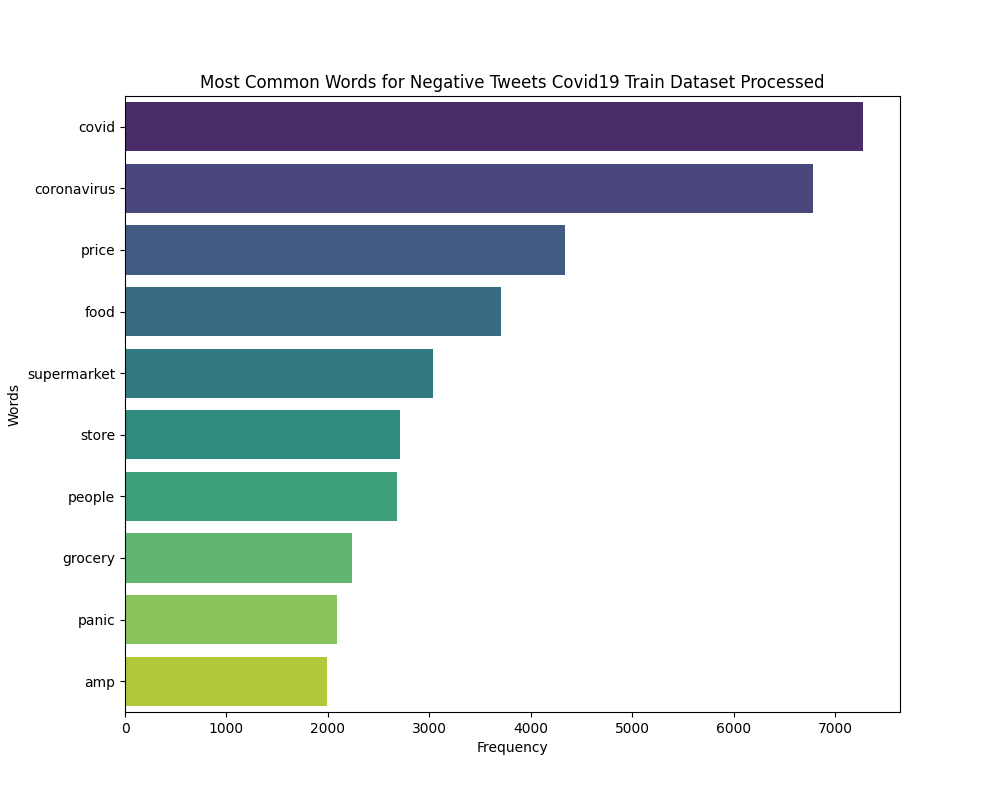 Most Common Words for Negative Tweets Covid19 Train Dataset Processed
covid
coronavirus
price
food
supermarket
store
people
grocery
panic
amp
Words
0 1000 2000 3000 4000 5000 6000 7000
Frequency